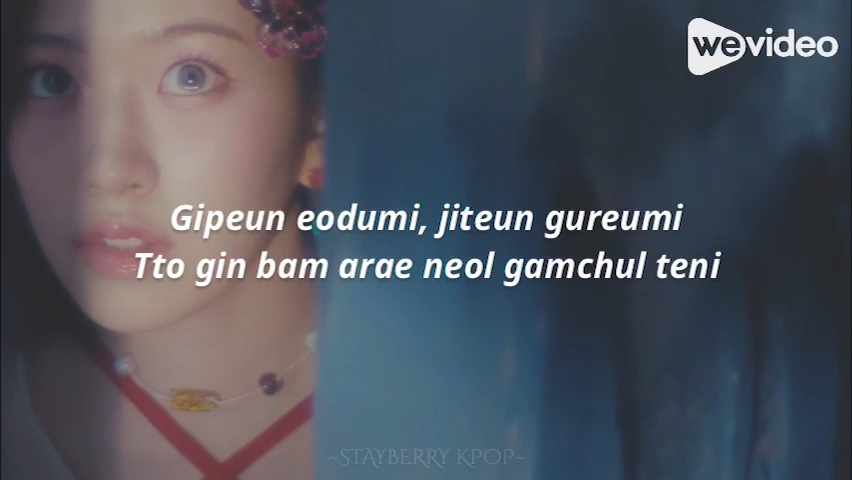 wevideo
Gipeun eodumi, jiteun gureumi
Tto gin bam arae neol gamchul teni
~STAYBERRY KPOP~